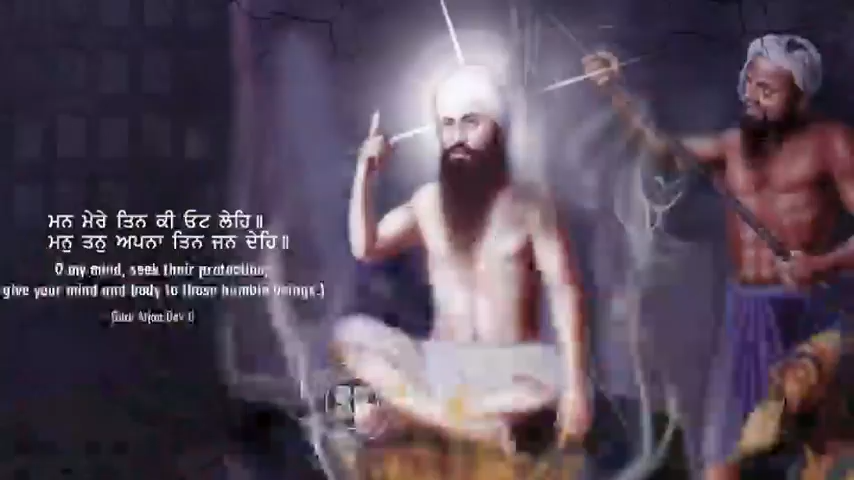 ਮਨ ਮੇਰੇ ਤਿਨ ਕੀ ਓਟ ਲੇਹਿ॥
ਮਨੁ ਤਨੁ ਅਪਨਾ ਤਿਨ ਜਨ ਦੇਹਿ॥
O my mind, seek their protection;
give your mind and body to those humble beings.)
(Guru Arjan Dev Ji